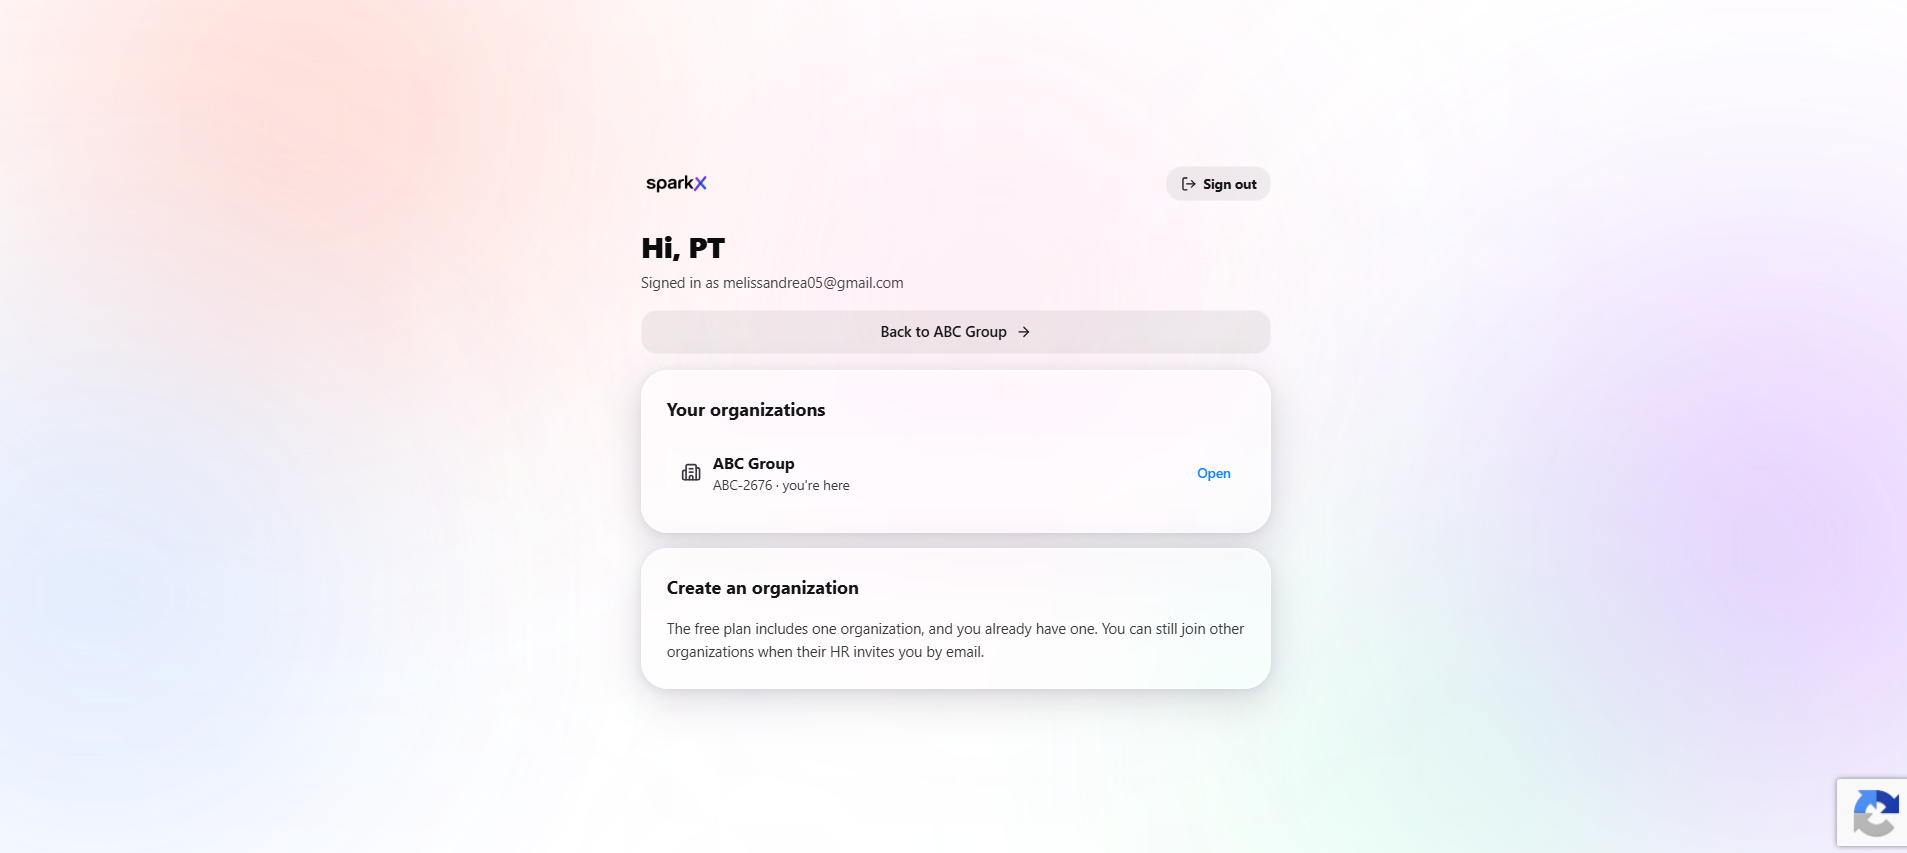 sparkX
Sign out
Hi, PT
Signed in as melissandrea05@gmail.com
Back to ABC Group →
Your organizations
ABC Group
ABC-2676 · you're here
Open
Create an organization
The free plan includes one organization, and you already have one. You can still join other
organizations when their HR invites you by email.